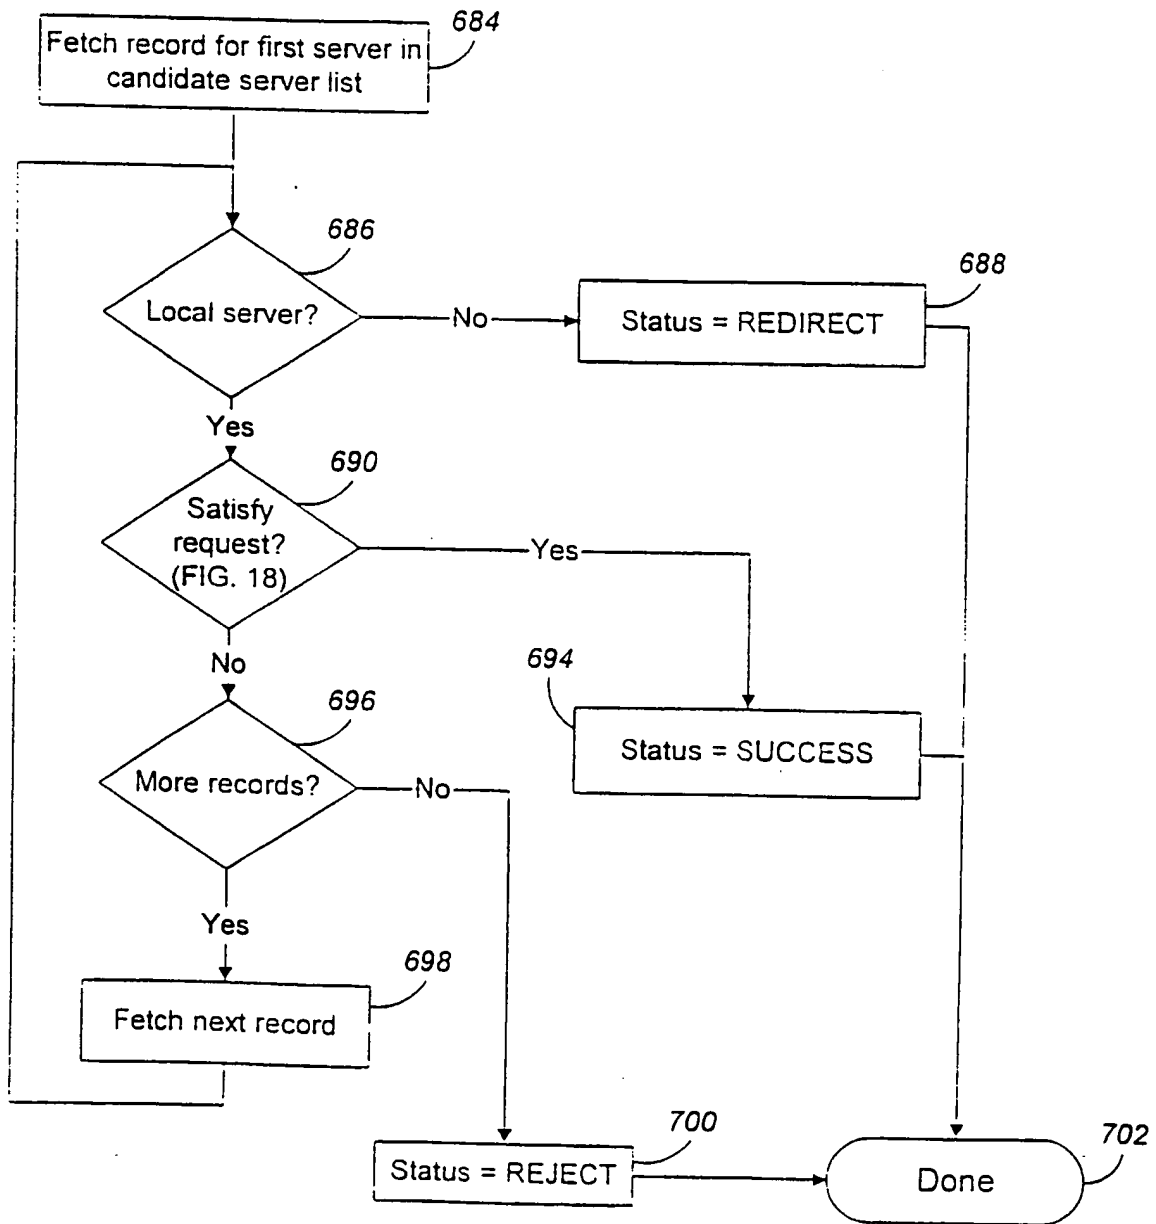 684
Fetch record for first server in
candidate server list
686
Local server?
No
688
Status = REDIRECT
Yes
690
Satisfy
request?
(FIG. 18)
Yes
No
694
Status = SUCCESS
696
More records?
No
Yes
698
Fetch next record
700
Status = REJECT
702
Done